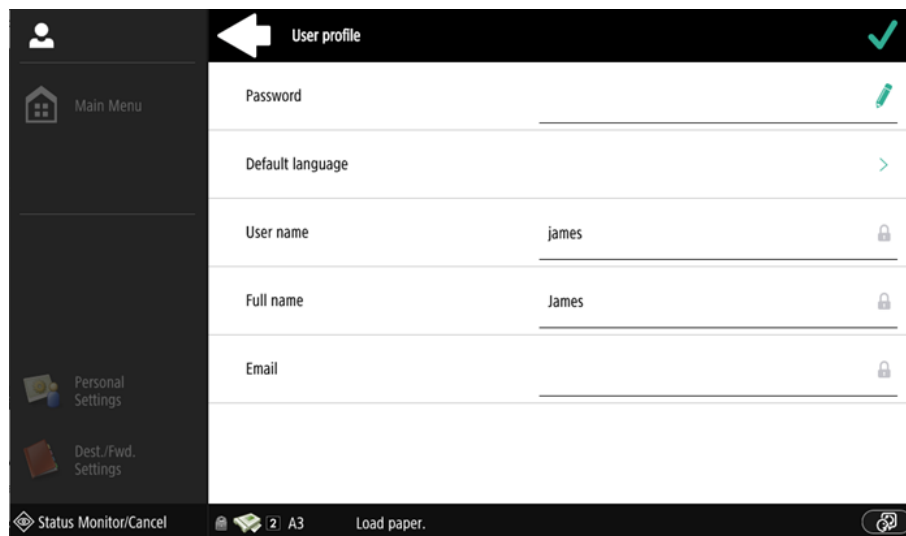 User profile
Main Menu
Password
Default language
User name
james
Full name
James
Email
Personal
Settings
Dest./Fwd.
Settings
Status Monitor/Cancel
2 A3 Load paper.